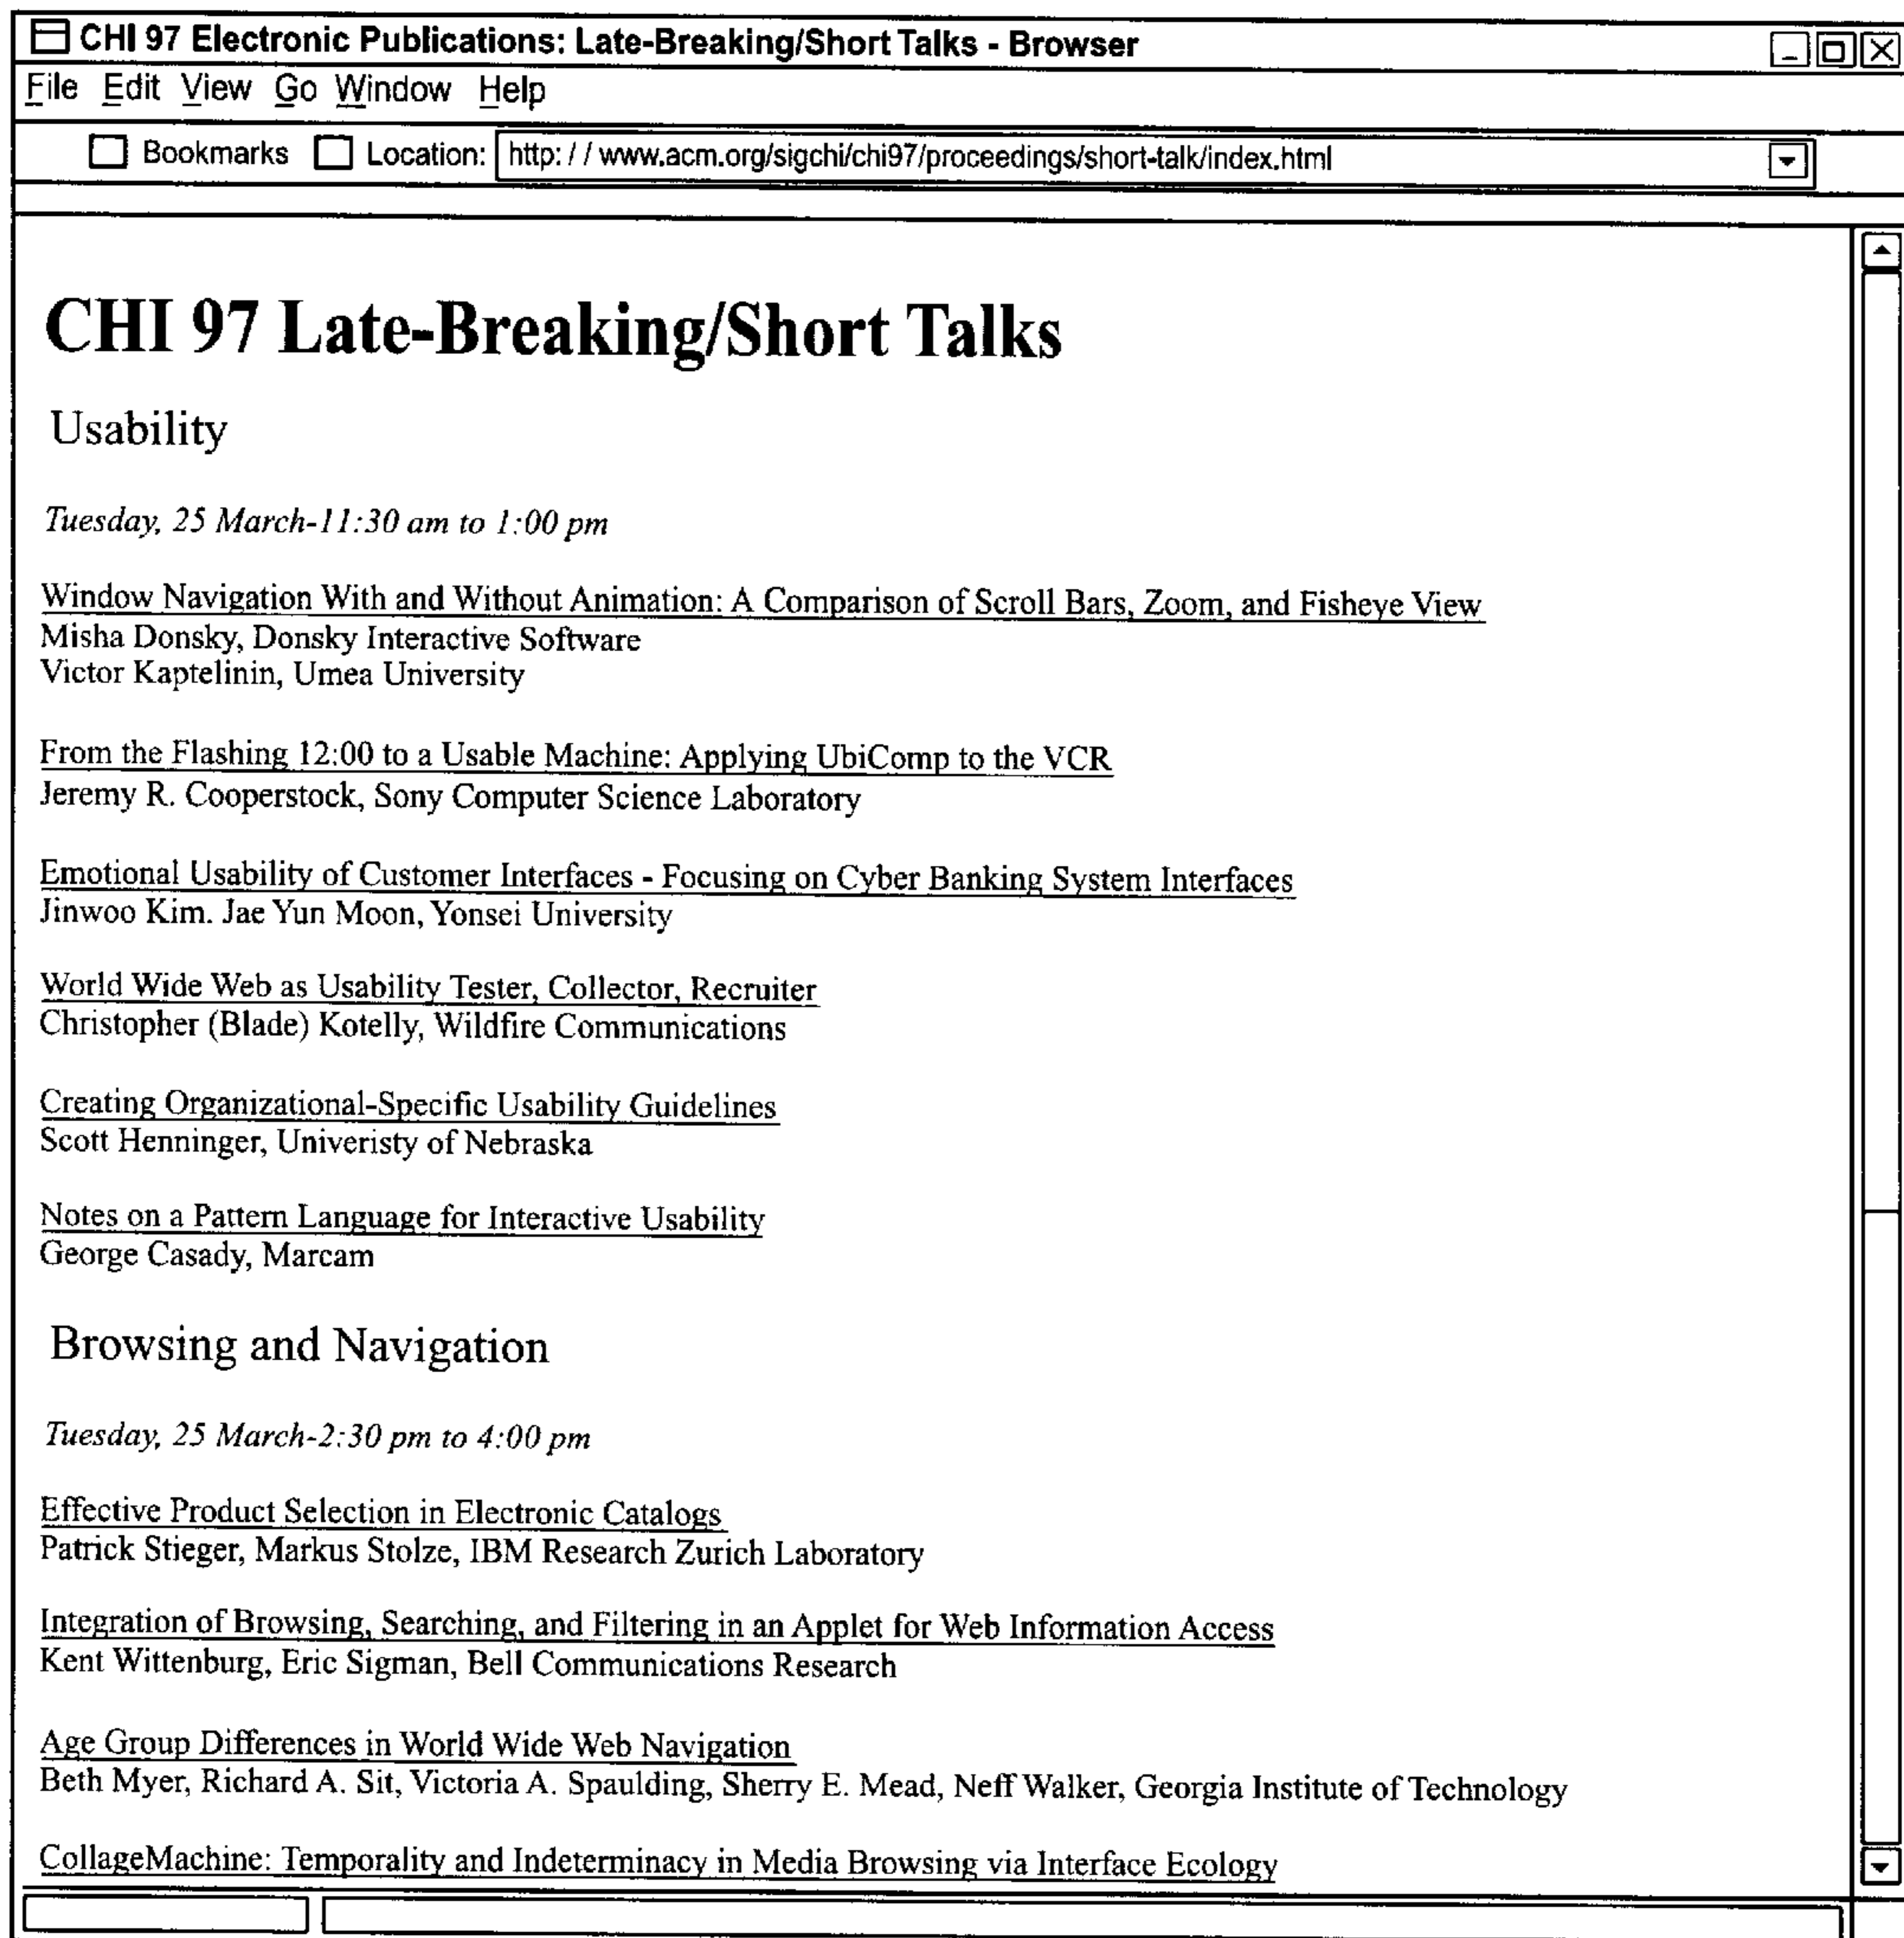 CHI 97 Electronic Publications: Late-Breaking/Short Talks - Browser
File Edit View Go Window Help
Bookmarks Location: http: / / www.acm.org/sigchi/chi97/proceedings/short-talk/index.html
CHI 97 Late-Breaking/Short Talks
Usability
Tuesday, 25 March-11:30 am to 1:00 pm
Window Navigation With and Without Animation: A Comparison of Scroll Bars, Zoom, and Fisheye View
Misha Donsky, Donsky Interactive Software
Victor Kaptelinin, Umea University
From the Flashing 12:00 to a Usable Machine: Applying UbiComp to the VCR
Jeremy R. Cooperstock, Sony Computer Science Laboratory
Emotional Usability of Customer Interfaces - Focusing on Cyber Banking System Interfaces
Jinwoo Kim. Jae Yun Moon, Yonsei University
World Wide Web as Usability Tester, Collector, Recruiter
Christopher (Blade) Kotelly, Wildfire Communications
Creating Organizational-Specific Usability Guidelines
Scott Henninger, Univeristy of Nebraska
Notes on a Pattern Language for Interactive Usability
George Casady, Marcam
Browsing and Navigation
Tuesday, 25 March-2:30 pm to 4:00 pm
Effective Product Selection in Electronic Catalogs
Patrick Stieger, Markus Stolze, IBM Research Zurich Laboratory
Integration of Browsing, Searching, and Filtering in an Applet for Web Information Access
Kent Wittenburg, Eric Sigman, Bell Communications Research
Age Group Differences in World Wide Web Navigation
Beth Myer, Richard A. Sit, Victoria A. Spaulding, Sherry E. Mead, Neff Walker, Georgia Institute of Technology
CollageMachine: Temporality and Indeterminacy in Media Browsing via Interface Ecology